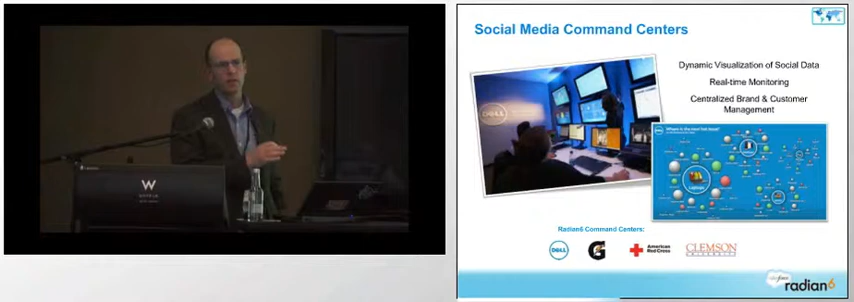 W
Social Media Command Centers
Dynamic Visualization of Social Data
Real-time Monitoring
Centralized Brand & Customer
Management
DELL
Radian6 Command Centers:
DELL
G
American
Red Cross
CLEMSON
radian6